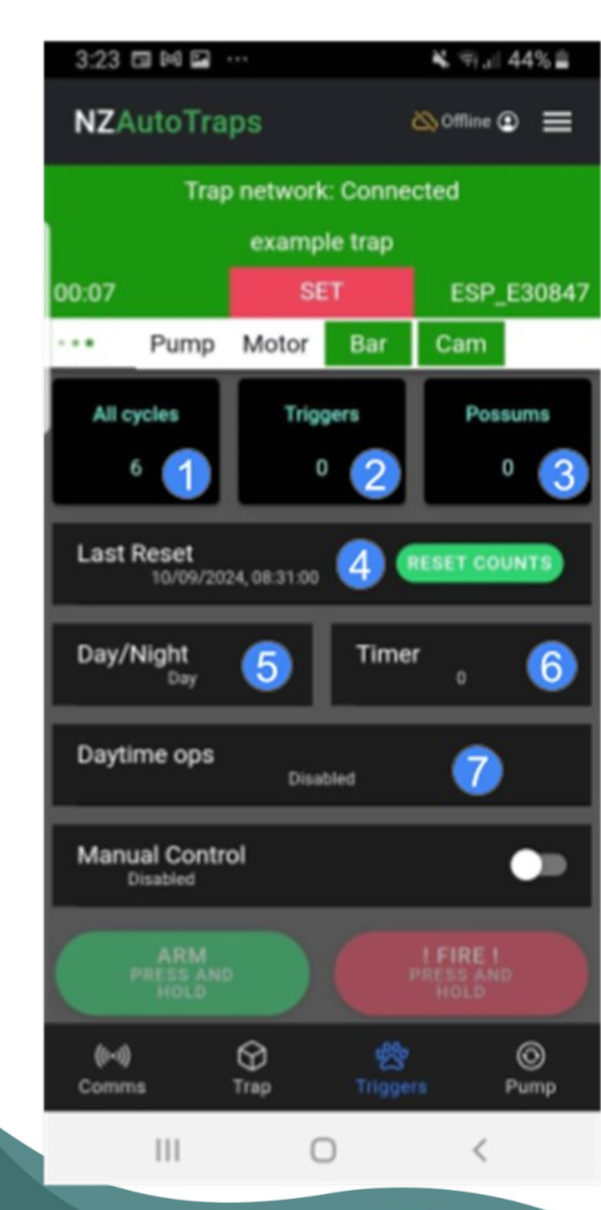 3:23 44%
NZAutoTraps Offline
Trap network: Connected
example trap
00:07 SET ESP_E30847
Pump Motor Bar Cam
All cycles Triggers Possums
6 1 0 2 0 3
Last Reset 4 RESET COUNTS
10/09/2024, 08:31:00
Day/Night 5 Timer 6
Day 0
Daytime ops 7
Disabled
Manual Control
Disabled
ARM ! FIRE !
PRESS AND PRESS AND
HOLD HOLD
Comms Trap Triggers Pump